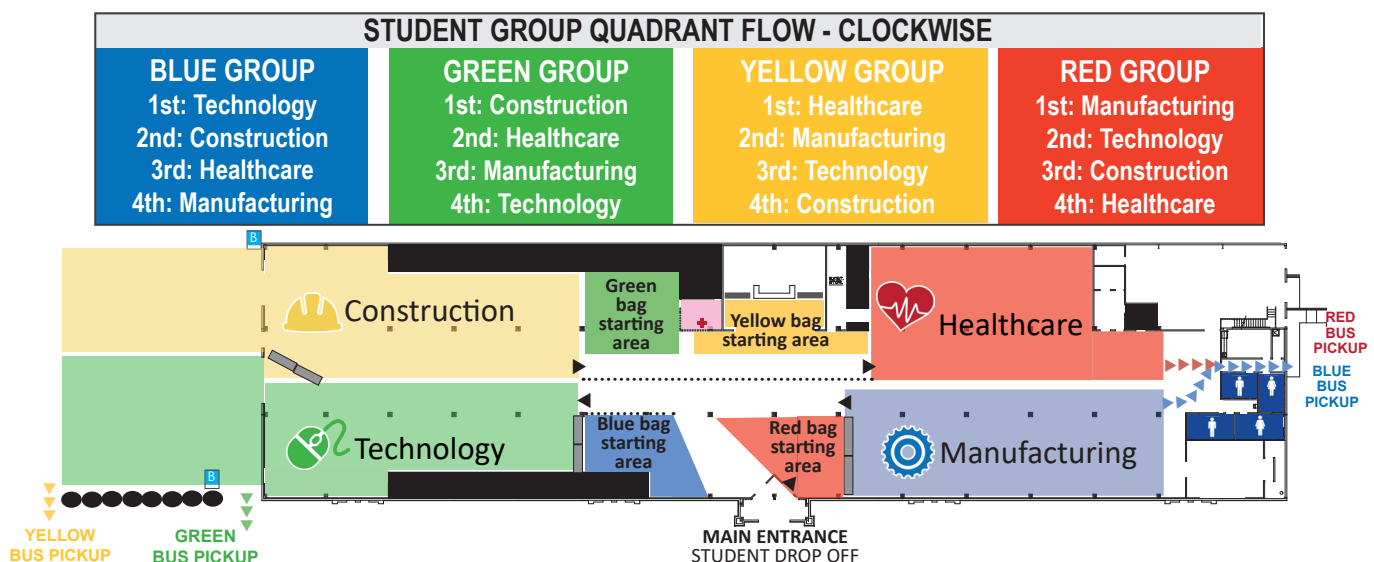 STUDENT GROUP QUADRANT FLOW - CLOCKWISE
BLUE GROUP
1st: Technology
2nd: Construction
3rd: Healthcare
4th: Manufacturing
GREEN GROUP
1st: Construction
2nd: Healthcare
3rd: Manufacturing
4th: Technology
YELLOW GROUP
1st: Healthcare
2nd: Manufacturing
3rd: Technology
4th: Construction
RED GROUP
1st: Manufacturing
2nd: Technology
3rd: Construction
4th: Healthcare
B
Construction
Green
bag
starting
area
Yellow bag
starting area
Healthcare
RED
BUS
PICKUP
BLUE
BUS
PICKUP
Technology
Blue bag
starting
area
Red bag
starting
area
Manufacturing
B
YELLOW
BUS PICKUP
GREEN
BUS PICKUP
MAIN ENTRANCE
STUDENT DROP OFF